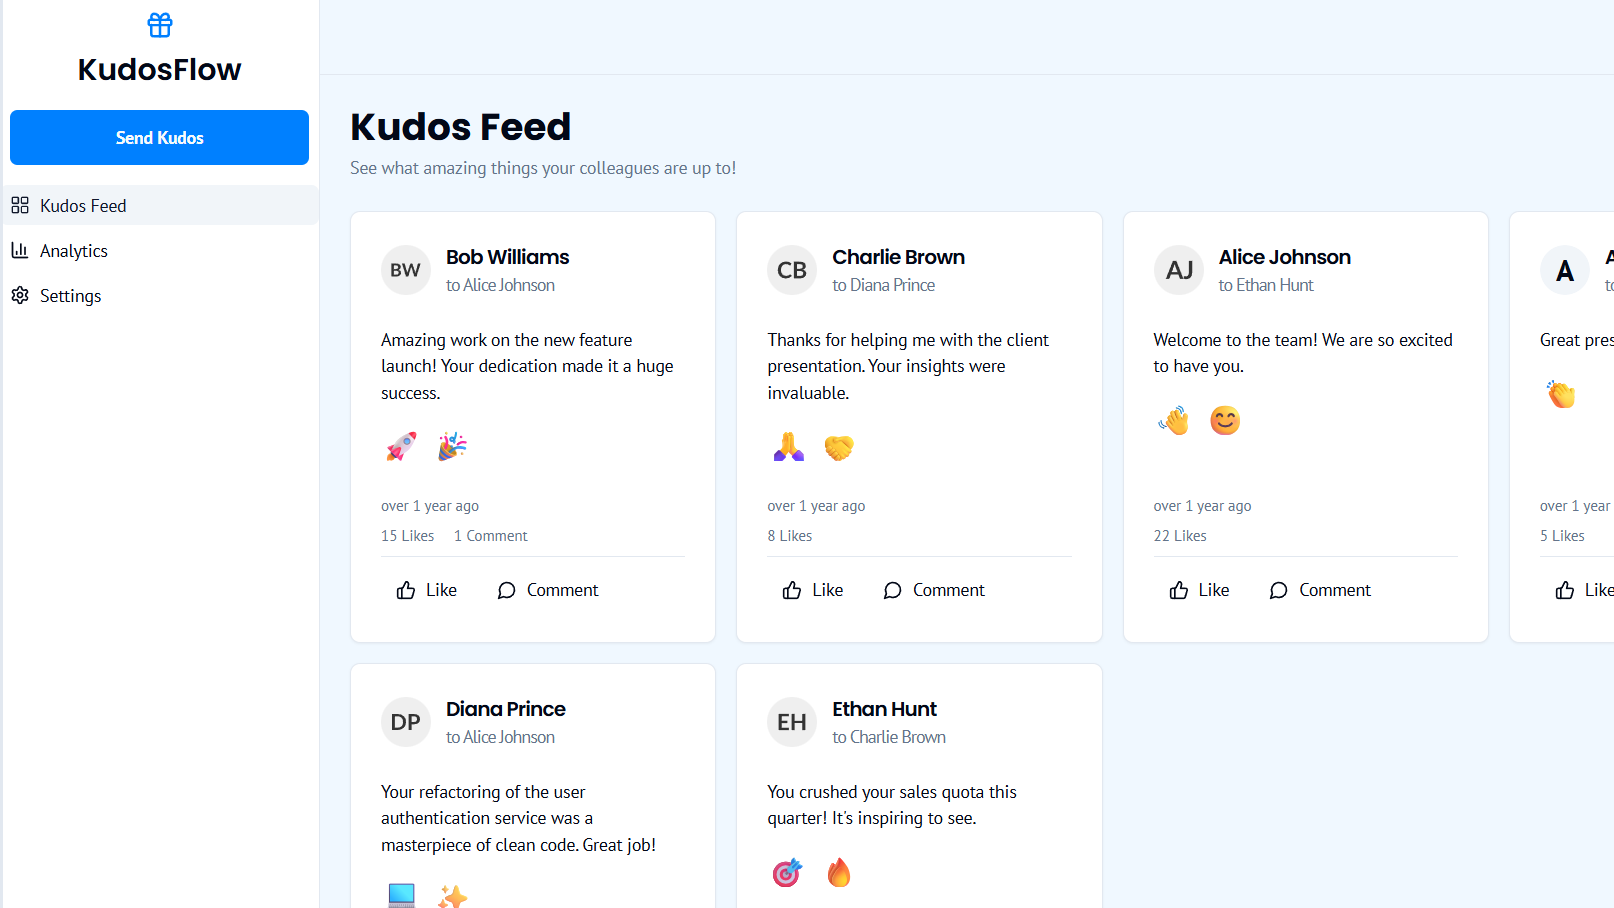 KudosFlow
Send Kudos
Kudos Feed
Analytics
Settings
Kudos Feed
See what amazing things your colleagues are up to!
BW
Bob Williams
to Alice Johnson
Amazing work on the new feature
launch! Your dedication made it a huge
success.
over 1 year ago
15 Likes 1 Comment
Like Comment
CB
Charlie Brown
to Diana Prince
Thanks for helping me with the client
presentation. Your insights were
invaluable.
over 1 year ago
8 Likes
Like Comment
AJ
Alice Johnson
to Ethan Hunt
Welcome to the team! We are so excited
to have you.
over 1 year ago
22 Likes
Like Comment
A
Great
over 1 year
5 Likes
Like
DP
Diana Prince
to Alice Johnson
Your refactoring of the user
authentication service was a
masterpiece of clean code. Great job!
EH
Ethan Hunt
to Charlie Brown
You crushed your sales quota this
quarter! It's inspiring to see.